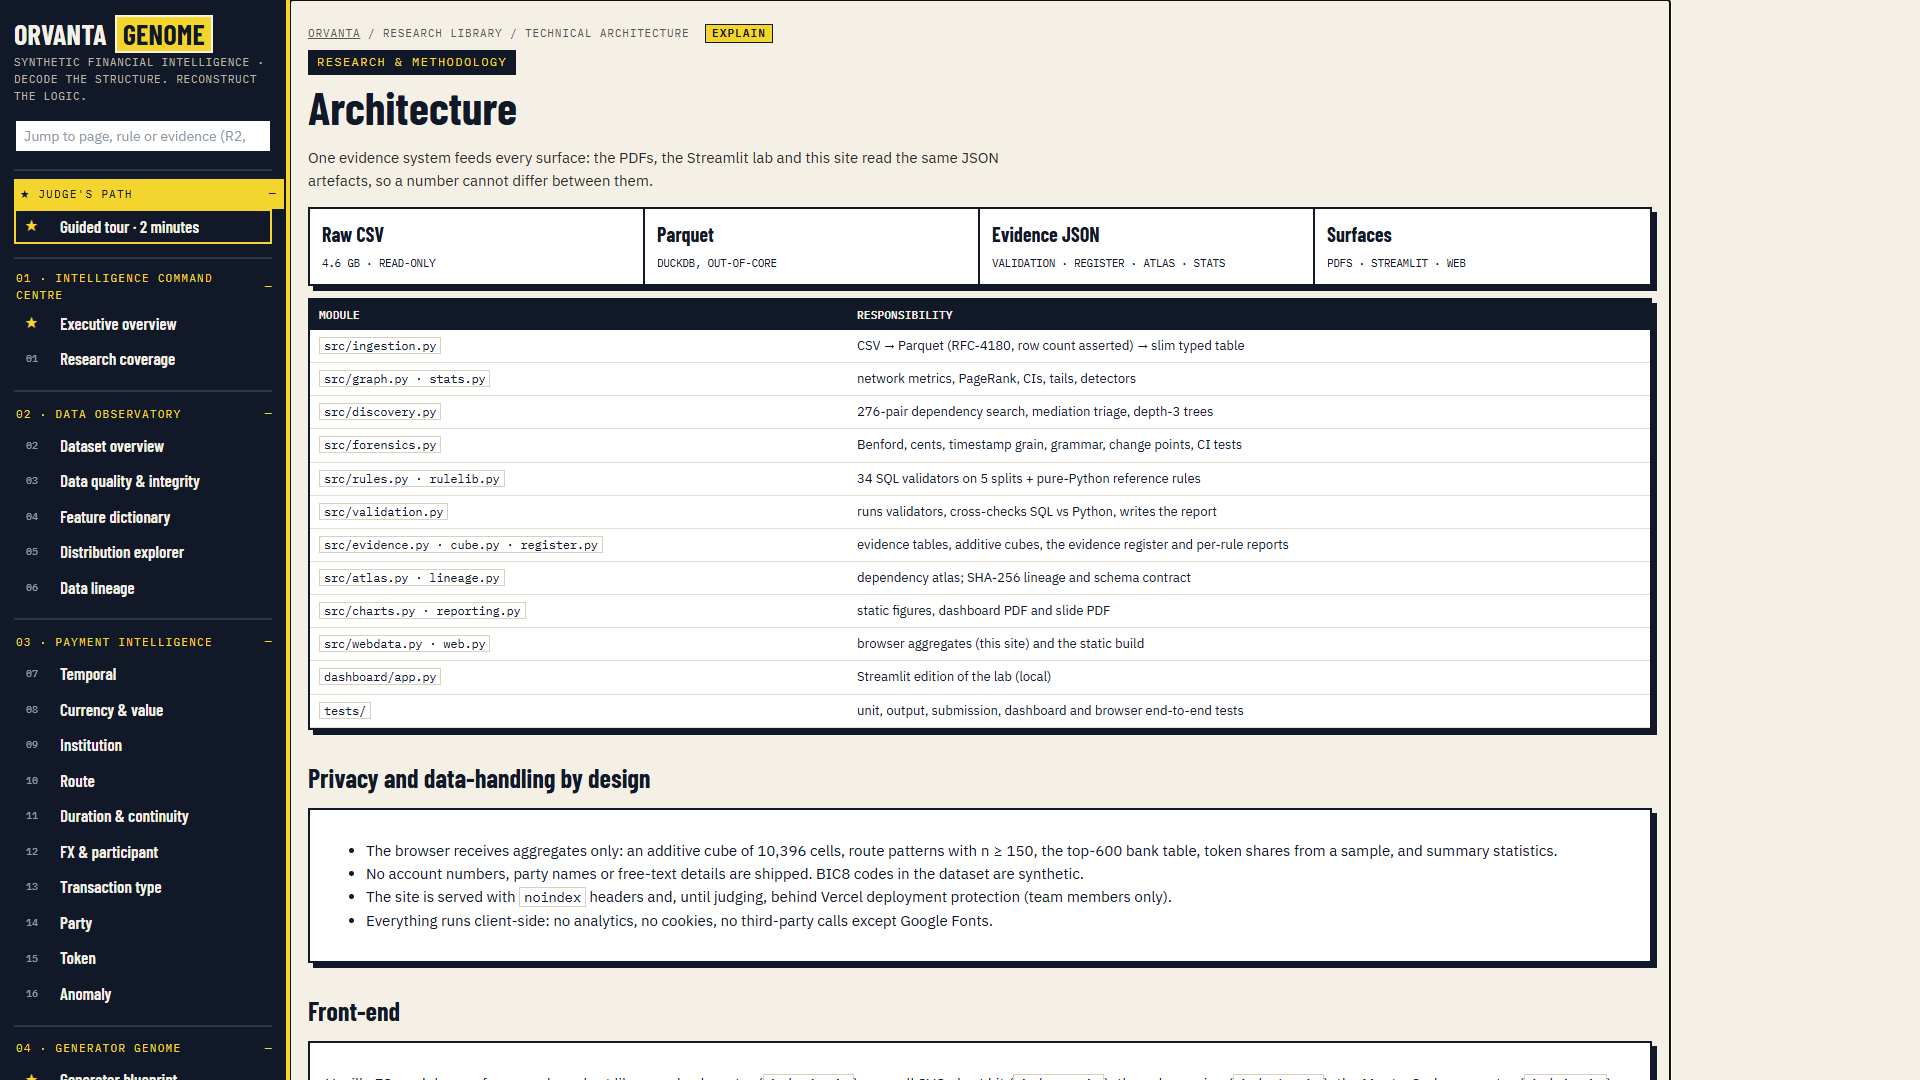 ORVANTA GENOME
SYNTHETIC FINANCIAL INTELLIGENCE ·
DECODE THE STRUCTURE. RECONSTRUCT
THE LOGIC.
Jump to page, rule or evidence (R2,
★ JUDGE'S PATH –
★ Guided tour · 2 minutes
01 · INTELLIGENCE COMMAND
CENTRE –
★ Executive overview
01 Research coverage
02 · DATA OBSERVATORY –
02 Dataset overview
03 Data quality & integrity
04 Feature dictionary
05 Distribution explorer
06 Data lineage
03 · PAYMENT INTELLIGENCE –
07 Temporal
08 Currency & value
09 Institution
10 Route
11 Duration & continuity
12 FX & participant
13 Transaction type
14 Party
15 Token
16 Anomaly
04 · GENERATOR GENOME –
★ Generator blueprint
ORVANTA / RESEARCH LIBRARY / TECHNICAL ARCHITECTURE EXPLAIN
RESEARCH & METHODOLOGY
Architecture
One evidence system feeds every surface: the PDFs, the Streamlit lab and this site read the same JSON
artefacts, so a number cannot differ between them.
Raw CSV
4.6 GB · READ-ONLY
Parquet
DUCKDB, OUT-OF-CORE
Evidence JSON
VALIDATION · REGISTER · ATLAS · STATS
Surfaces
PDFS · STREAMLIT · WEB
MODULE RESPONSIBILITY
src/ingestion.py CSV → Parquet (RFC-4180, row count asserted) → slim typed table
src/graph.py · stats.py network metrics, PageRank, CIs, tails, detectors
src/discovery.py 276-pair dependency search, mediation triage, depth-3 trees
src/forensics.py Benford, cents, timestamp grain, grammar, change points, CI tests
src/rules.py · rulelib.py 34 SQL validators on 5 splits + pure-Python reference rules
src/validation.py runs validators, cross-checks SQL vs Python, writes the report
src/evidence.py · cube.py · register.py evidence tables, additive cubes, the evidence register and per-rule reports
src/atlas.py · lineage.py dependency atlas; SHA-256 lineage and schema contract
src/charts.py · reporting.py static figures, dashboard PDF and slide PDF
src/webdata.py · web.py browser aggregates (this site) and the static build
dashboard/app.py Streamlit edition of the lab (local)
tests/ unit, output, submission, dashboard and browser end-to-end tests
Privacy and data-handling by design
• The browser receives aggregates only: an additive cube of 10,396 cells, route patterns with n ≥ 150, the top-600 bank table, token shares from a sample, and summary statistics.
• No account numbers, party names or free-text details are shipped. BIC8 codes in the dataset are synthetic.
• The site is served with noindex headers and, until judging, behind Vercel deployment protection (team members only).
• Everything runs client-side: no analytics, no cookies, no third-party calls except Google Fonts.
Front-end